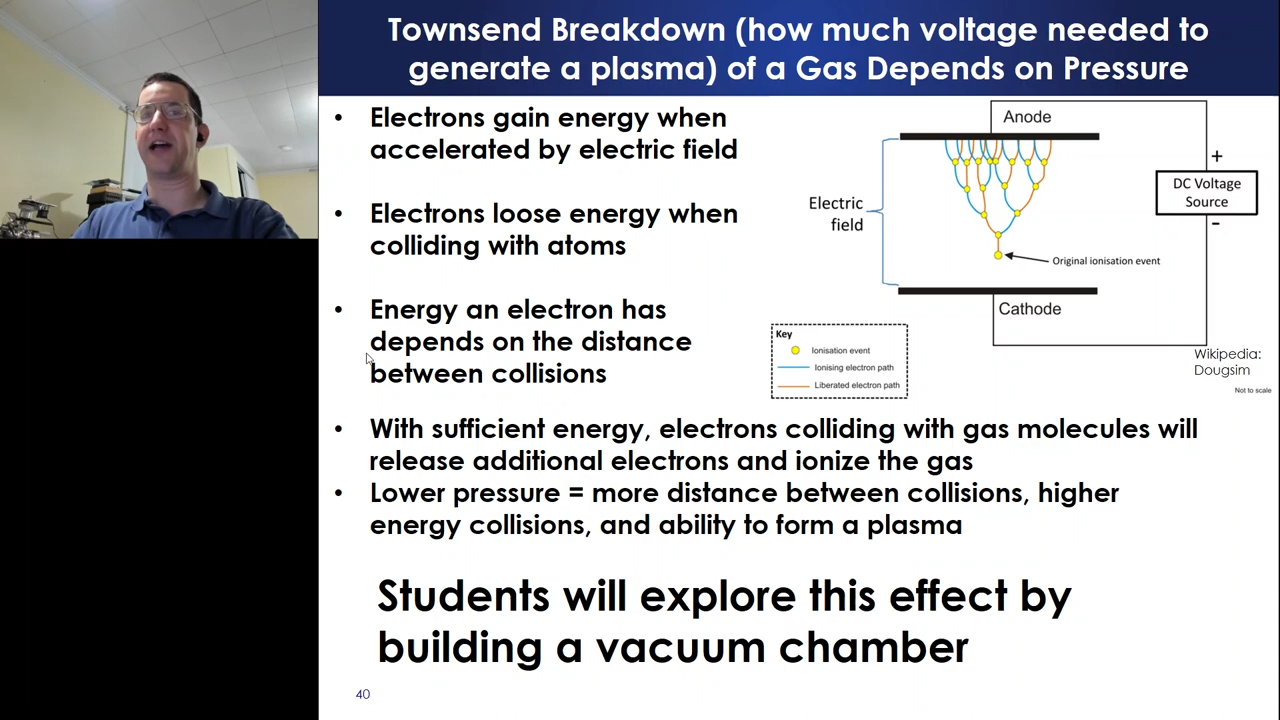 Townsend Breakdown (how much voltage needed to
generate a plasma) of a Gas Depends on Pressure
• Electrons gain energy when
accelerated by electric field
• Electrons loose energy when
colliding with atoms
• Energy an electron has
depends on the distance
between collisions
Anode
+
DC Voltage
Source
-
Electric
field
Original ionisation event
Cathode
Key
Ionisation event
Ionising electron path
Liberated electron path
Wikipedia:
Dougsim
Not to scale
• With sufficient energy, electrons colliding with gas molecules will
release additional electrons and ionize the gas
• Lower pressure = more distance between collisions, higher
energy collisions, and ability to form a plasma
Students will explore this effect by
building a vacuum chamber
40